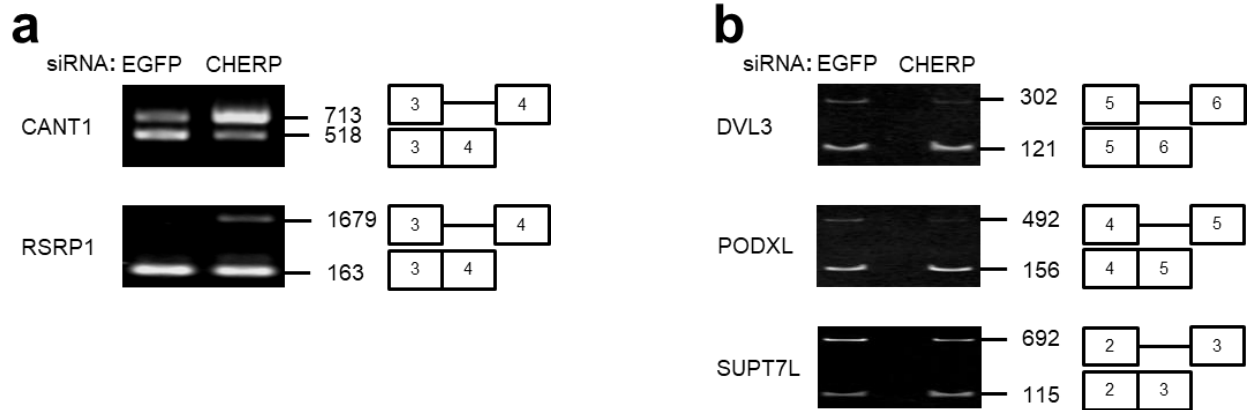 a
siRNA: EGFP CHERP
CANT1
713
518
3 4
3 4
RSRP1
1679
163
3 4
3 4
b
siRNA: EGFP CHERP
DVL3
302
121
5 6
5 6
PODXL
492
156
4 5
4 5
SUPT7L
692
115
2 3
2 3